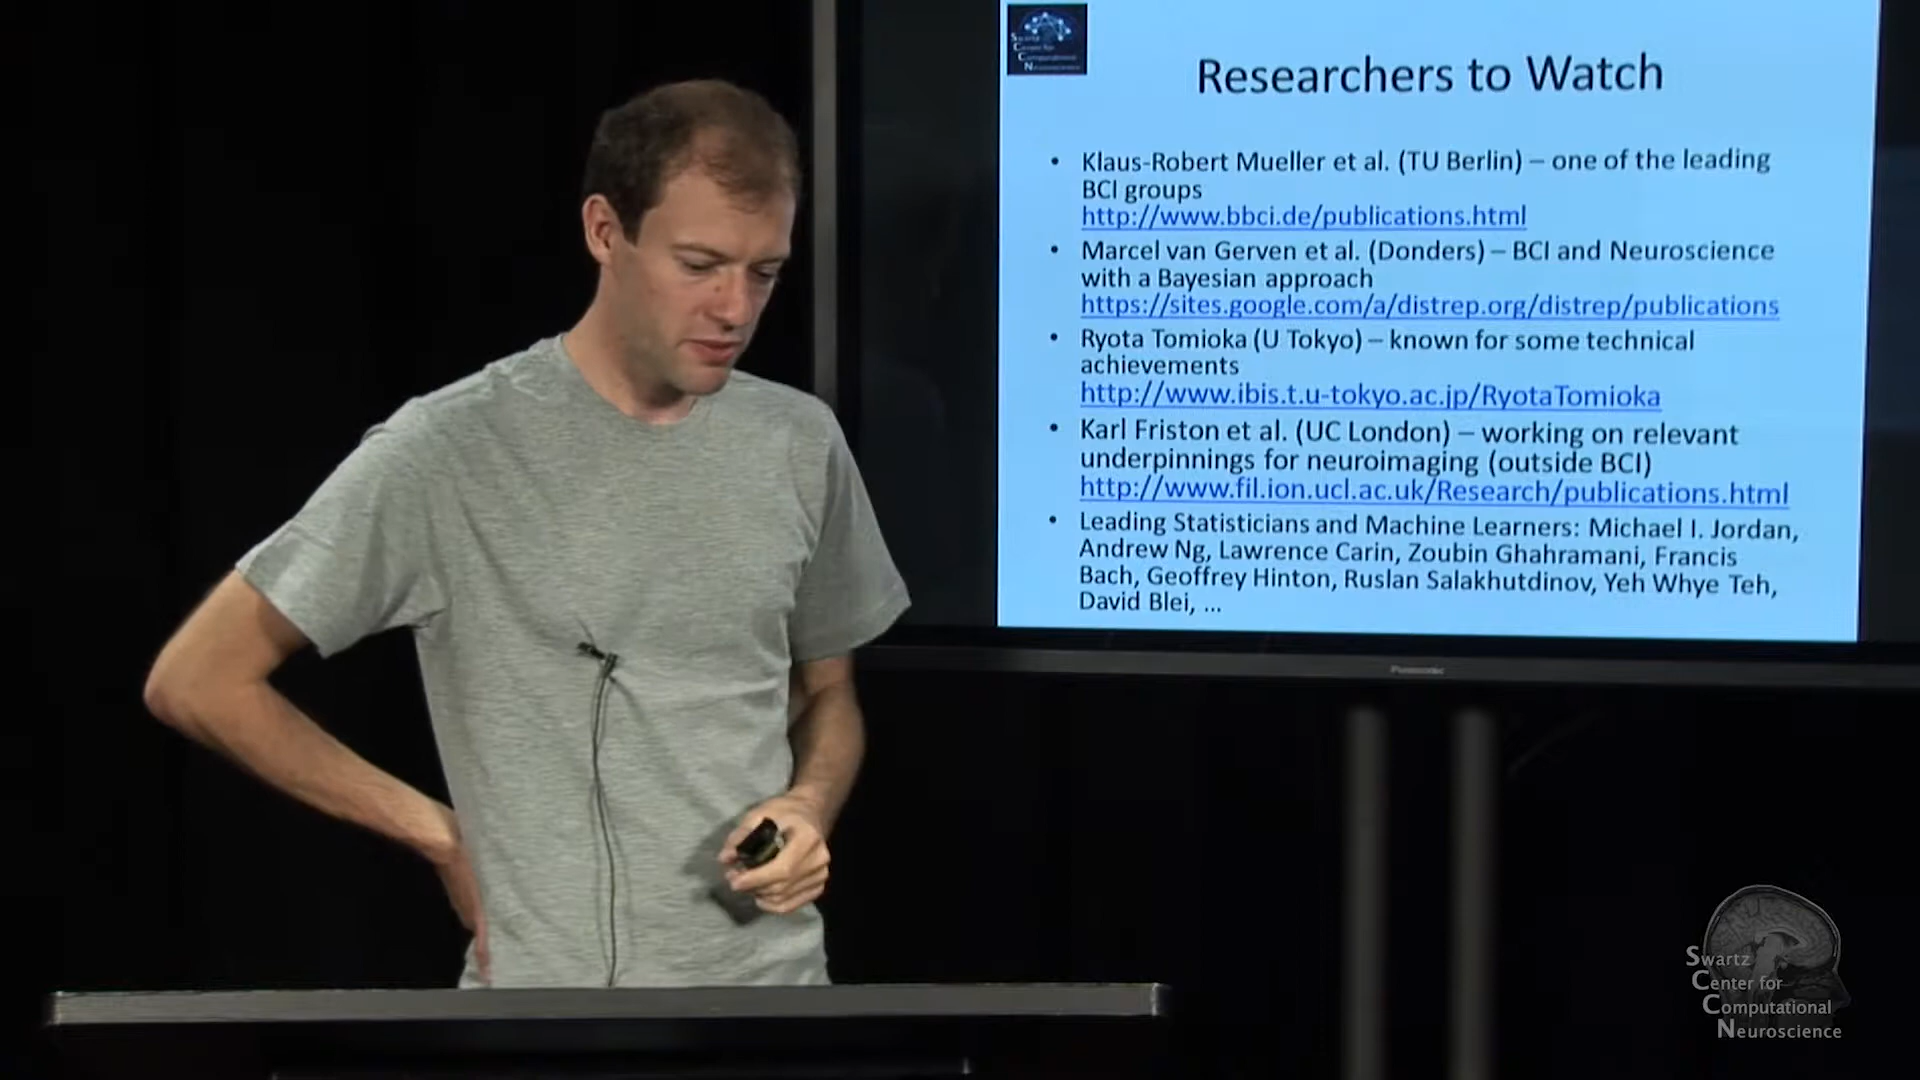 Researchers to Watch
• Klaus-Robert Mueller et al. (TU Berlin) – one of the leading
BCI groups
http://www.bbci.de/publications.html
• Marcel van Gerven et al. (Donders) – BCI and Neuroscience
with a Bayesian approach
https://sites.google.com/a/distrep.org/distrep/publications
• Ryota Tomioka (U Tokyo) – known for some technical
achievements
http://www.ibis.t.u-tokyo.ac.jp/RyotaTomioka
• Karl Friston et al. (UC London) – working on relevant
underpinnings for neuroimaging (outside BCI)
http://www.fil.ion.ucl.ac.uk/Research/publications.html
• Leading Statisticians and Machine Learners: Michael I. Jordan,
Andrew Ng, Lawrence Carin, Zoubin Ghahramani, Francis
Bach, Geoffrey Hinton, Ruslan Salakhutdinov, Yeh Whye Teh,
David Blei, ...
Panasonic
Swartz
Center for
Computational
Neuroscience